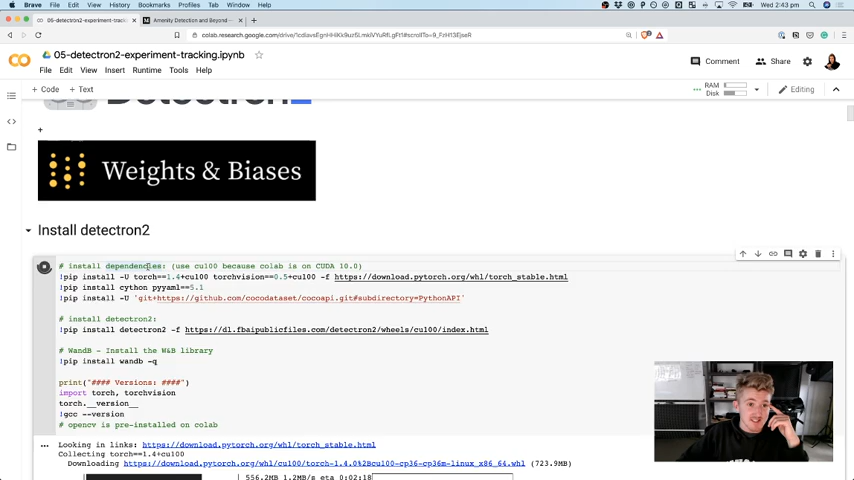 Brave File Edit View History Bookmarks Profiles Tab Window Help
Wed 2:43 pm
05-detectron2-experiment-tracking.ip
Amenity Detection and Beyond
05-detectron2-experiment-tracking.ipynb
File Edit View Insert Runtime Tools Help
Comment
Share
+ Code + Text
RAM
Disk
Editing
Detectron2
+
Weights & Biases
Install detectron2
# install dependencies: (use cu100 because colab is on CUDA 10.0)
!pip install -U torch==1.4+cu100 torchvision==0.5+cu100 -f https://download.pytorch.org/whl/torch_stable.html
!pip install cython pyyaml==5.1
!pip install -U 'git+https://github.com/cocodataset/cocoapi.git#subdirectory=PythonAPI'
# install detectron2:
!pip install detectron2 -f https://dl.fbaipublicfiles.com/detectron2/wheels/cu100/index.html
# WandB - Install the W&B library
!pip install wandb -q
print("#### Versions: ####")
import torch, torchvision
torch.__version__
!gcc --version
# opencv is pre-installed on colab
Looking in links: https://download.pytorch.org/whl/torch_stable.html
Collecting torch==1.4+cu100
Downloading https://download.pytorch.org/whl/cu100/torch-1.4.0%2Bcu100-cp36-cp36m-linux_x86_64.whl (723.9MB)
556.2MB 1.2MB/s eta 0:02:18